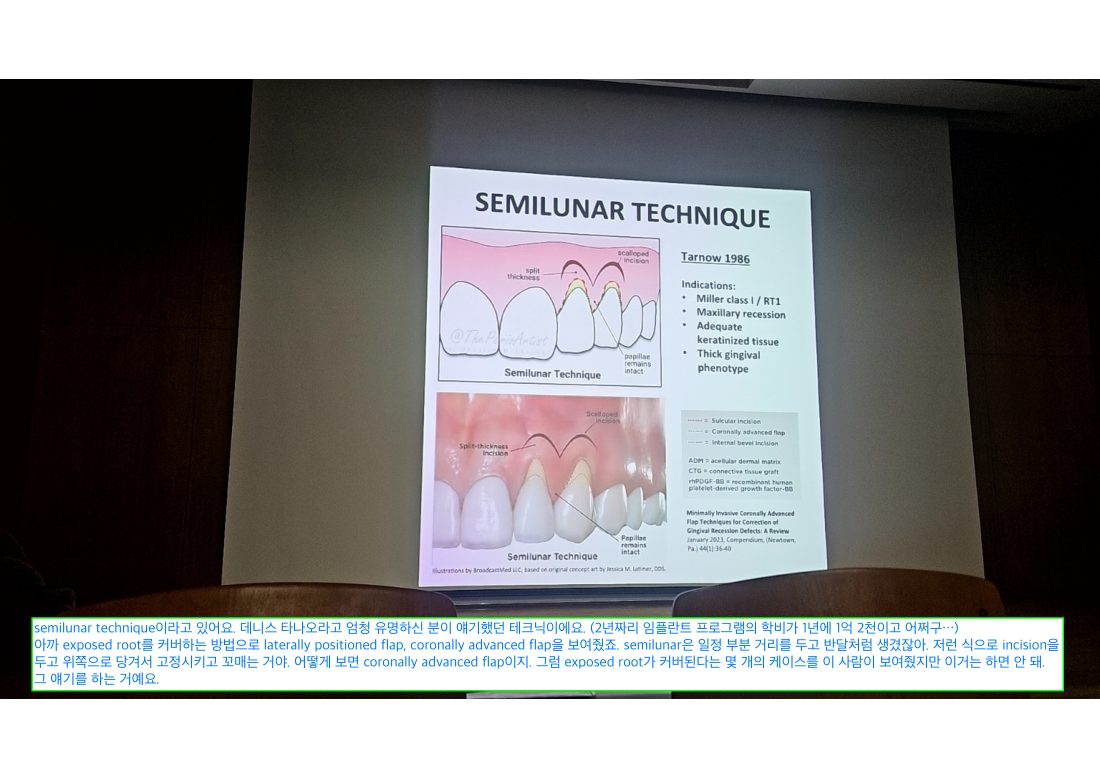 SEMILUNAR TECHNIQUE
split
thickness
scalloped
incision
@ThePerioArtist
papillae
remains
intact
Semilunar Technique
Tarnow 1986
Indications:
• Miller class I / RT1
• Maxillary recession
• Adequate
keratinized tissue
• Thick gingival
phenotype
Scalloped
incision
Split-thickness
incision
Papillae
remains
intact
Semilunar Technique
Illustrations by BroadcastMed LLC, based on original concept art by Jessica M. Latimer, DDS.
= Sulcular incision
= Coronally advanced flap
= Internal bevel incision
ADM = acellular dermal matrix
CTG = connective tissue graft
rhPDGF-BB = recombinant human
platelet-derived growth factor-BB
Minimally Invasive Coronally Advanced
Flap Techniques for Correction of
Gingival Recession Defects: A Review
January 2023, Compendium, (Newtown,
Pa.) 44(1):36-40
semilunar technique이라고 있어요. 데니스 타나오라고 엄청 유명하신 분이 얘기했던 테크닉이에요. (2년짜리 임플란트 프로그램의 학비가 1년에 1억 2천이고 어쩌구…)
아까 exposed root를 커버하는 방법으로 laterally positioned flap, coronally advanced flap을 보여줬죠. semilunar은 일정 부분 거리를 두고 반달처럼 생겼잖아. 저런 식으로 incision을
두고 위쪽으로 당겨서 고정시키고 꼬매는 거야. 어떻게 보면 coronally advanced flap이지. 그럼 exposed root가 커버된다는 몇 개의 케이스를 이 사람이 보여줬지만 이거는 하면 안 돼.
그 얘기를 하는 거예요.